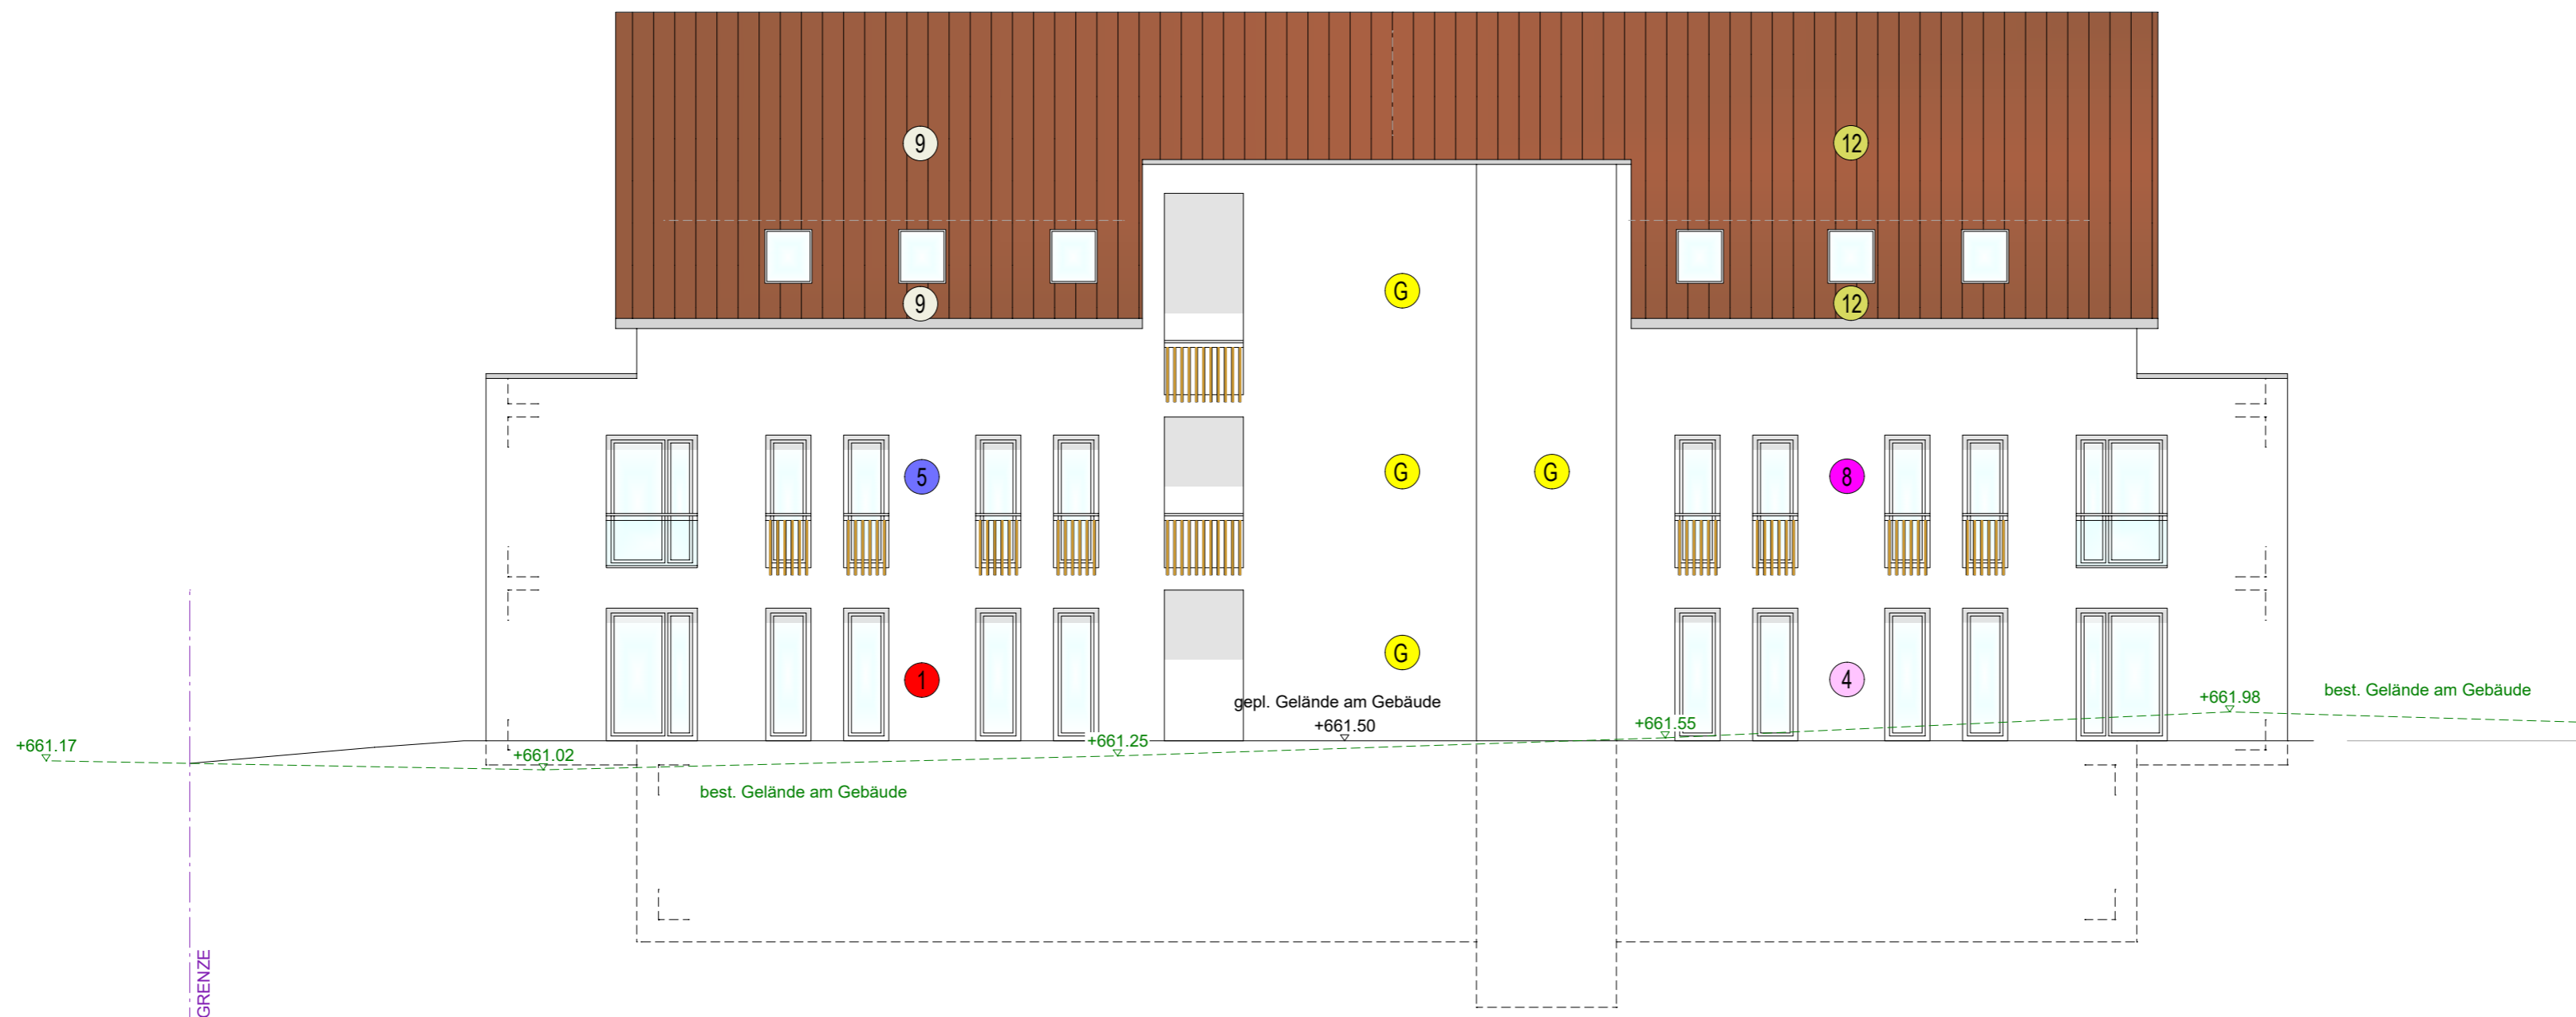 9
12
9
12
G
G
G
5
8
G
1
4
gepl. Gelände am Gebäude
+661.50
+661.17
+661.02
+661.25
+661.55
+661.98
best. Gelände am Gebäude
best. Gelände am Gebäude
GRENZE